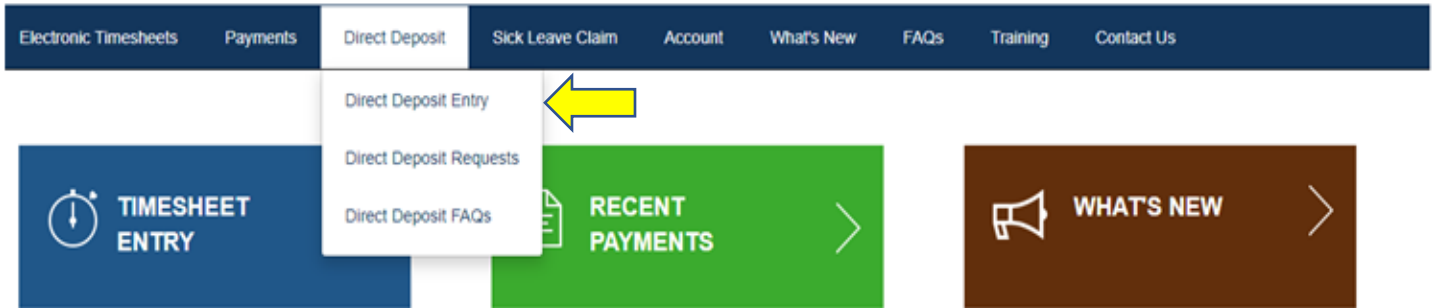 Electronic Timesheets Payments Direct Deposit Sick Leave Claim Account What's New FAQs Training Contact Us
Direct Deposit Entry
Direct Deposit Requests
Direct Deposit FAQs
TIMESHEET
ENTRY
RECENT
PAYMENTS
WHAT'S NEW